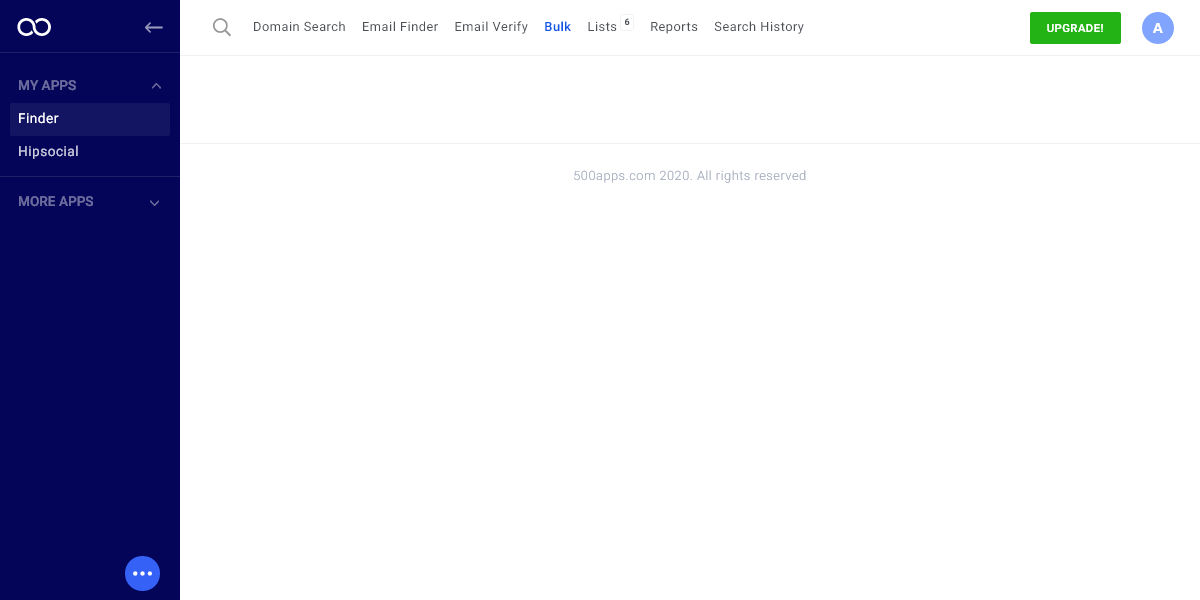 Domain Search Email Finder Email Verify Bulk Lists 6 Reports Search History UPGRADE! A
MY APPS
Finder
Hipsocial
MORE APPS
500apps.com 2020. All rights reserved